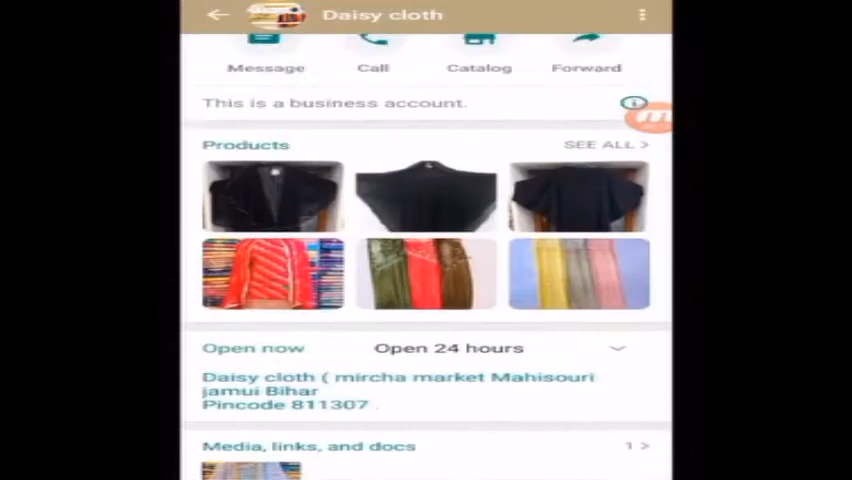 Daisy cloth
Message Call Catalog Forward
This is a business account.
Products SEE ALL >
Open now Open 24 hours
Daisy cloth ( mircha market Mahisouri
jamui Bihar
Pincode 811307 .
Media, links, and docs 1 >